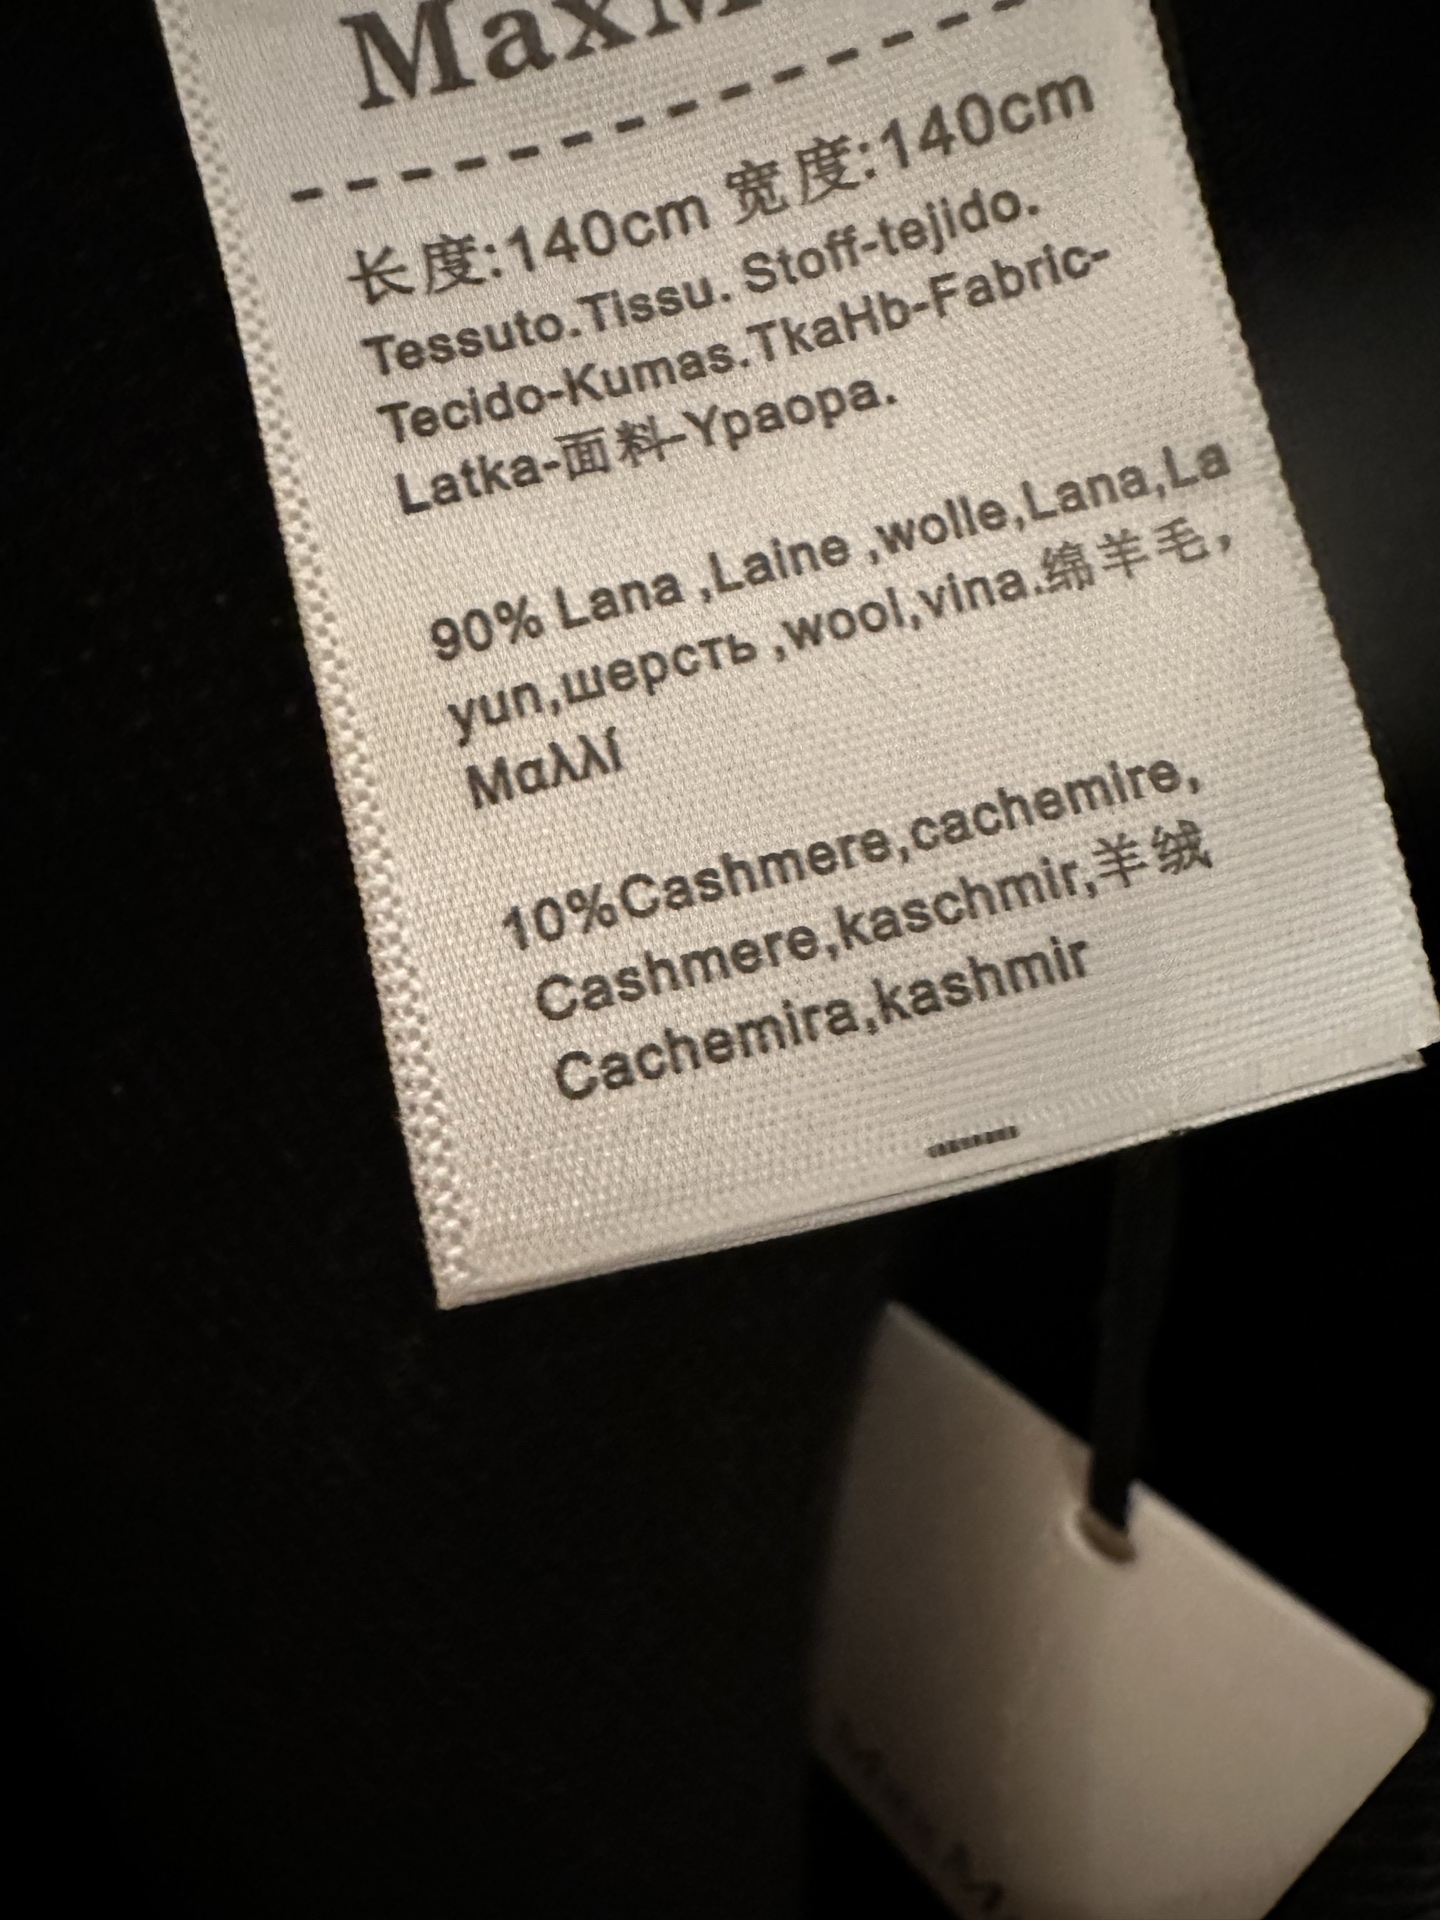 MaxM
长度:140cm 宽度:140cm
Tessuto.Tissu. Stoff-tejido.
Tecido-Kumas.TkaHb-Fabric-
Latka-面料-Ypaopa.
90% Lana ,Laine ,wolle,Lana,La
yun,шерсть ,wool,vina.绵羊毛，
Μαλλί
10%Cashmere,cachemire,
Cashmere,kaschmir,羊绒
Cachemira,kashmir